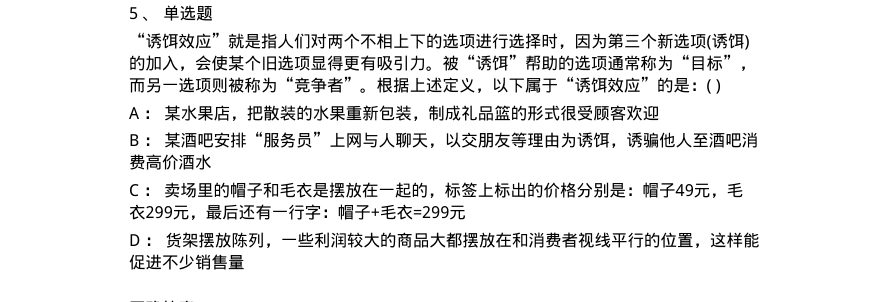 5 、 单选题
“诱饵效应”就是指人们对两个不相上下的选项进行选择时，因为第三个新选项(诱饵)
的加入，会使某个旧选项显得更有吸引力。被“诱饵”帮助的选项通常称为“目标”，
而另一选项则被称为“竞争者”。根据上述定义，以下属于“诱饵效应”的是：( )
A ： 某水果店，把散装的水果重新包装，制成礼品篮的形式很受顾客欢迎
B ： 某酒吧安排“服务员”上网与人聊天，以交朋友等理由为诱饵，诱骗他人至酒吧消
费高价酒水
C ： 卖场里的帽子和毛衣是摆放在一起的，标签上标出的价格分别是：帽子49元，毛
衣299元，最后还有一行字：帽子+毛衣=299元
D ： 货架摆放陈列，一些利润较大的商品大都摆放在和消费者视线平行的位置，这样能
促进不少销售量